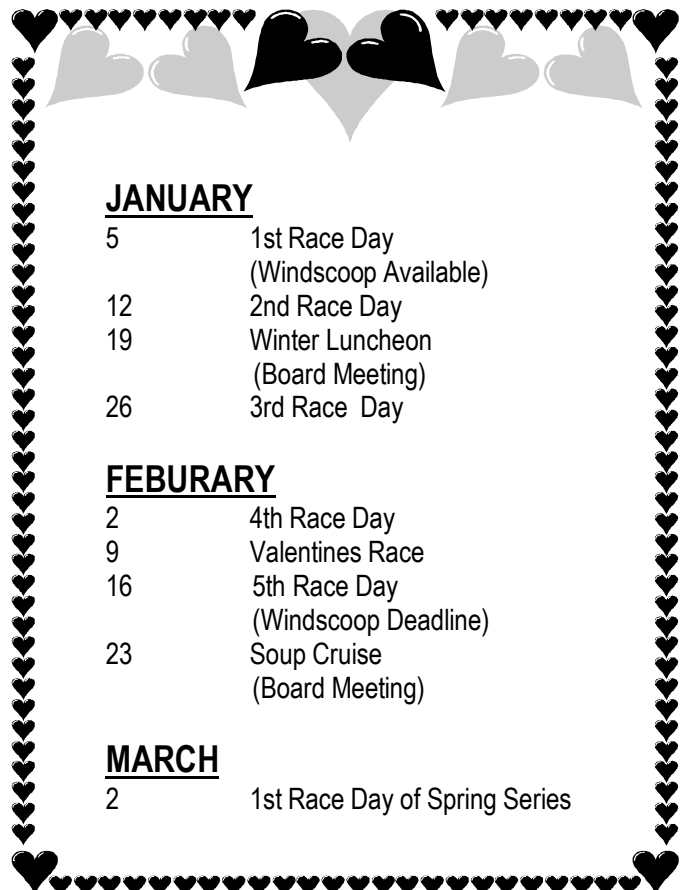 JANUARY
5 1st Race Day
(Windscoop Available)
12 2nd Race Day
19 Winter Luncheon
(Board Meeting)
26 3rd Race Day
FEBURARY
2 4th Race Day
9 Valentines Race
16 5th Race Day
(Windscoop Deadline)
23 Soup Cruise
(Board Meeting)
MARCH
2 1st Race Day of Spring Series